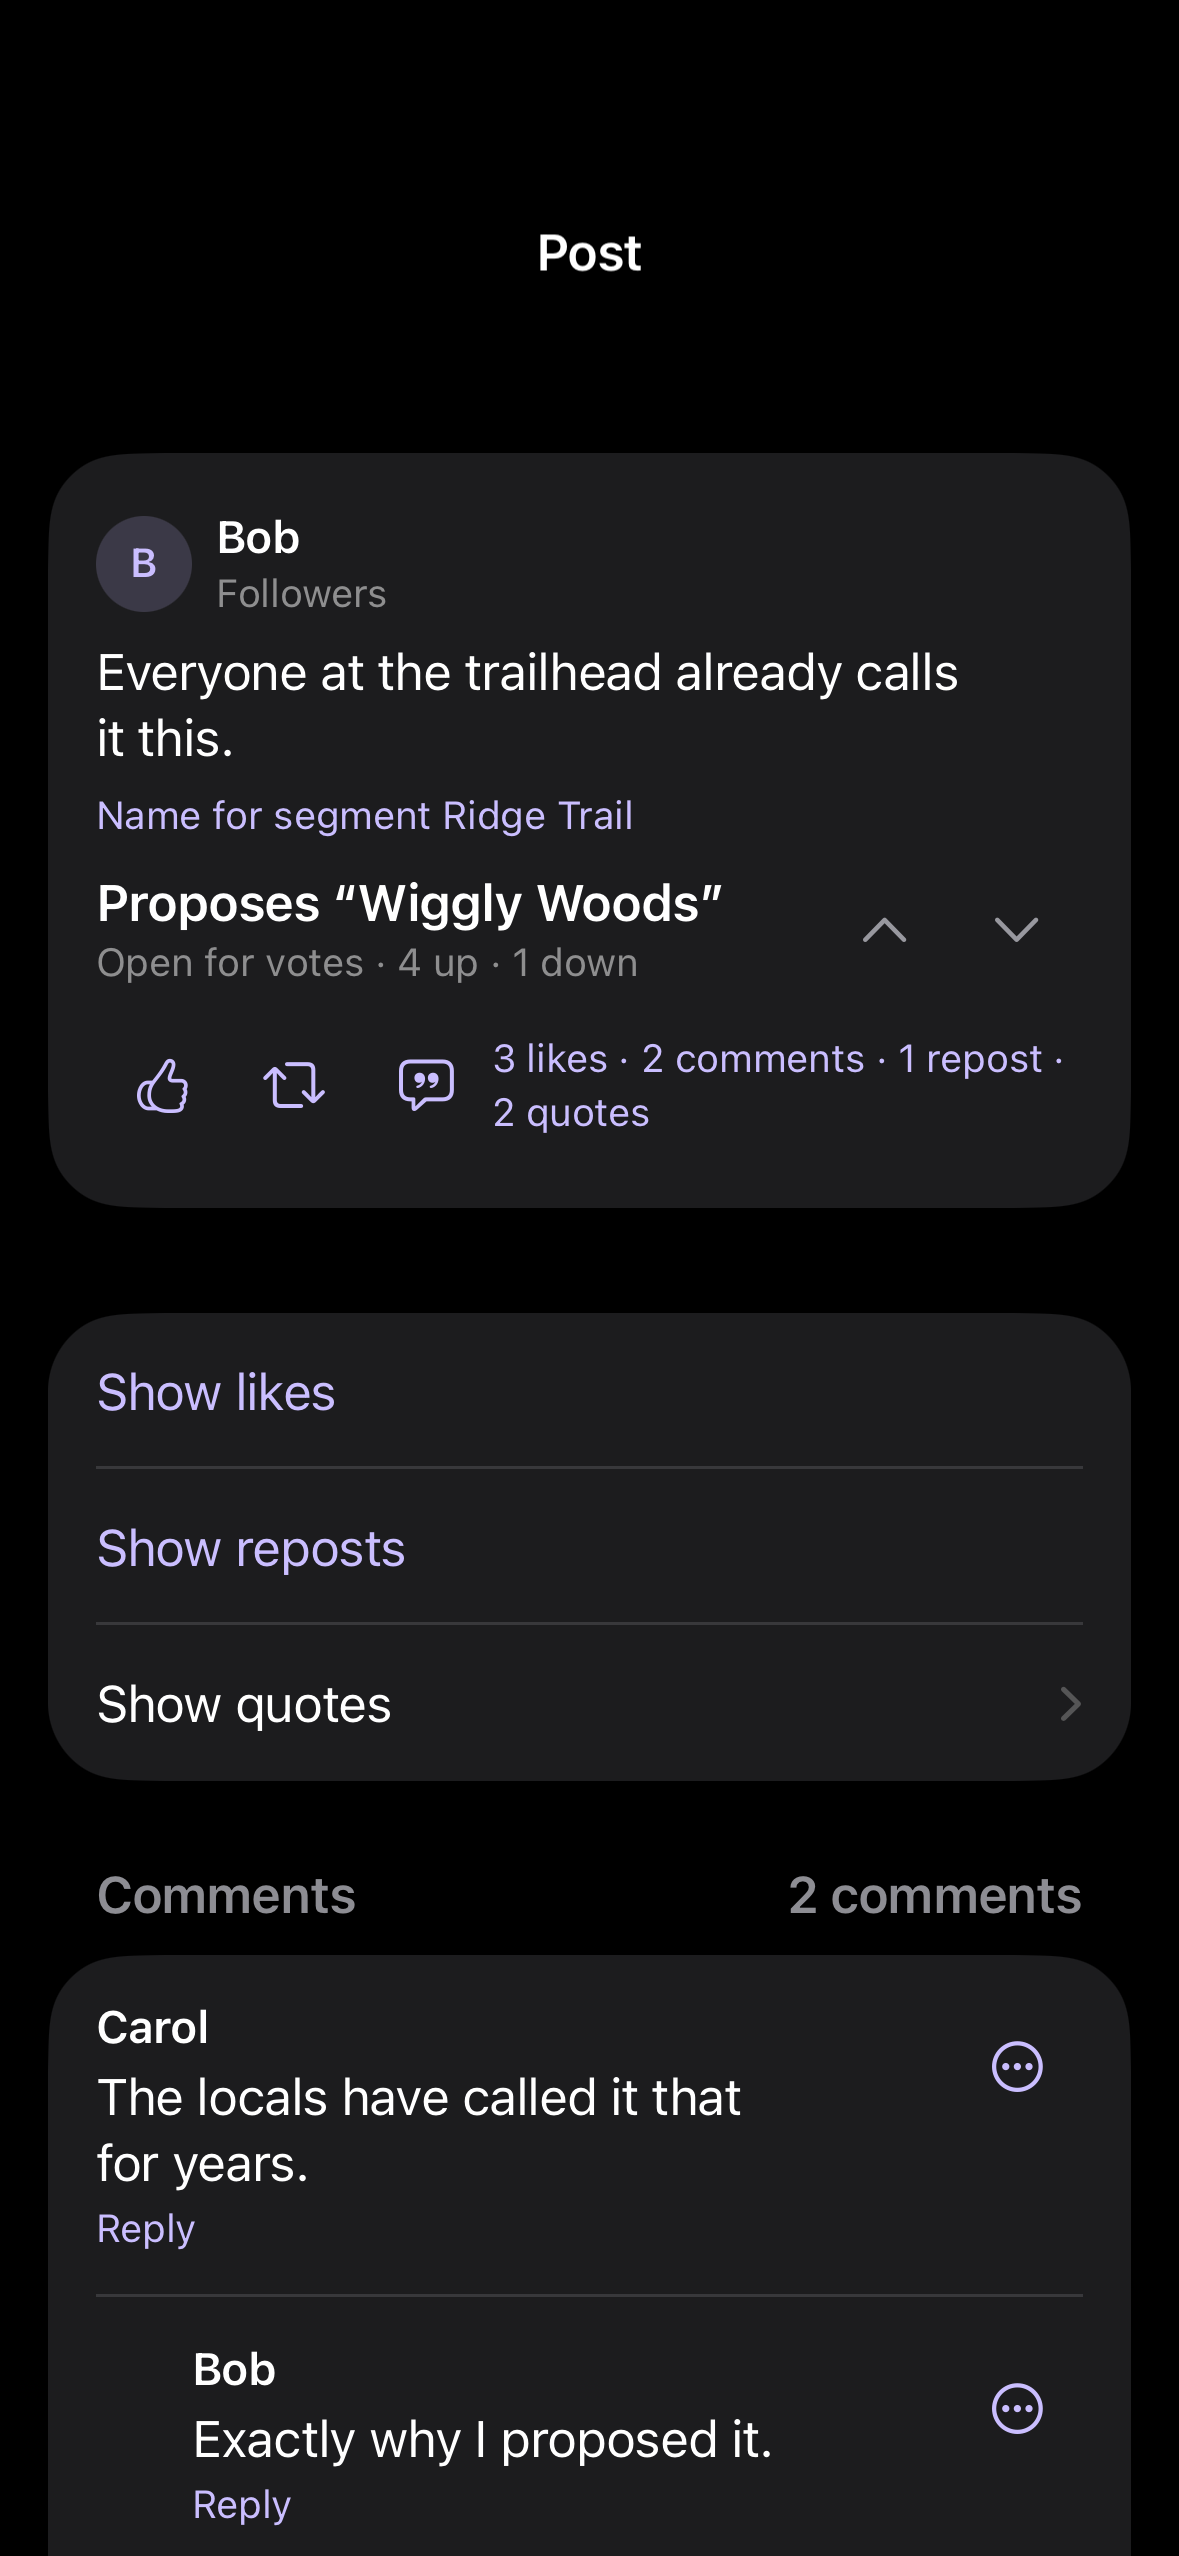 Post
B
Bob
Followers
Everyone at the trailhead already calls
it this.
Name for segment Ridge Trail
Proposes “Wiggly Woods”
Open for votes · 4 up · 1 down
3 likes · 2 comments · 1 repost ·
2 quotes
Show likes
Show reposts
Show quotes
Comments
2 comments
Carol
The locals have called it that
for years.
Reply
Bob
Exactly why I proposed it.
Reply